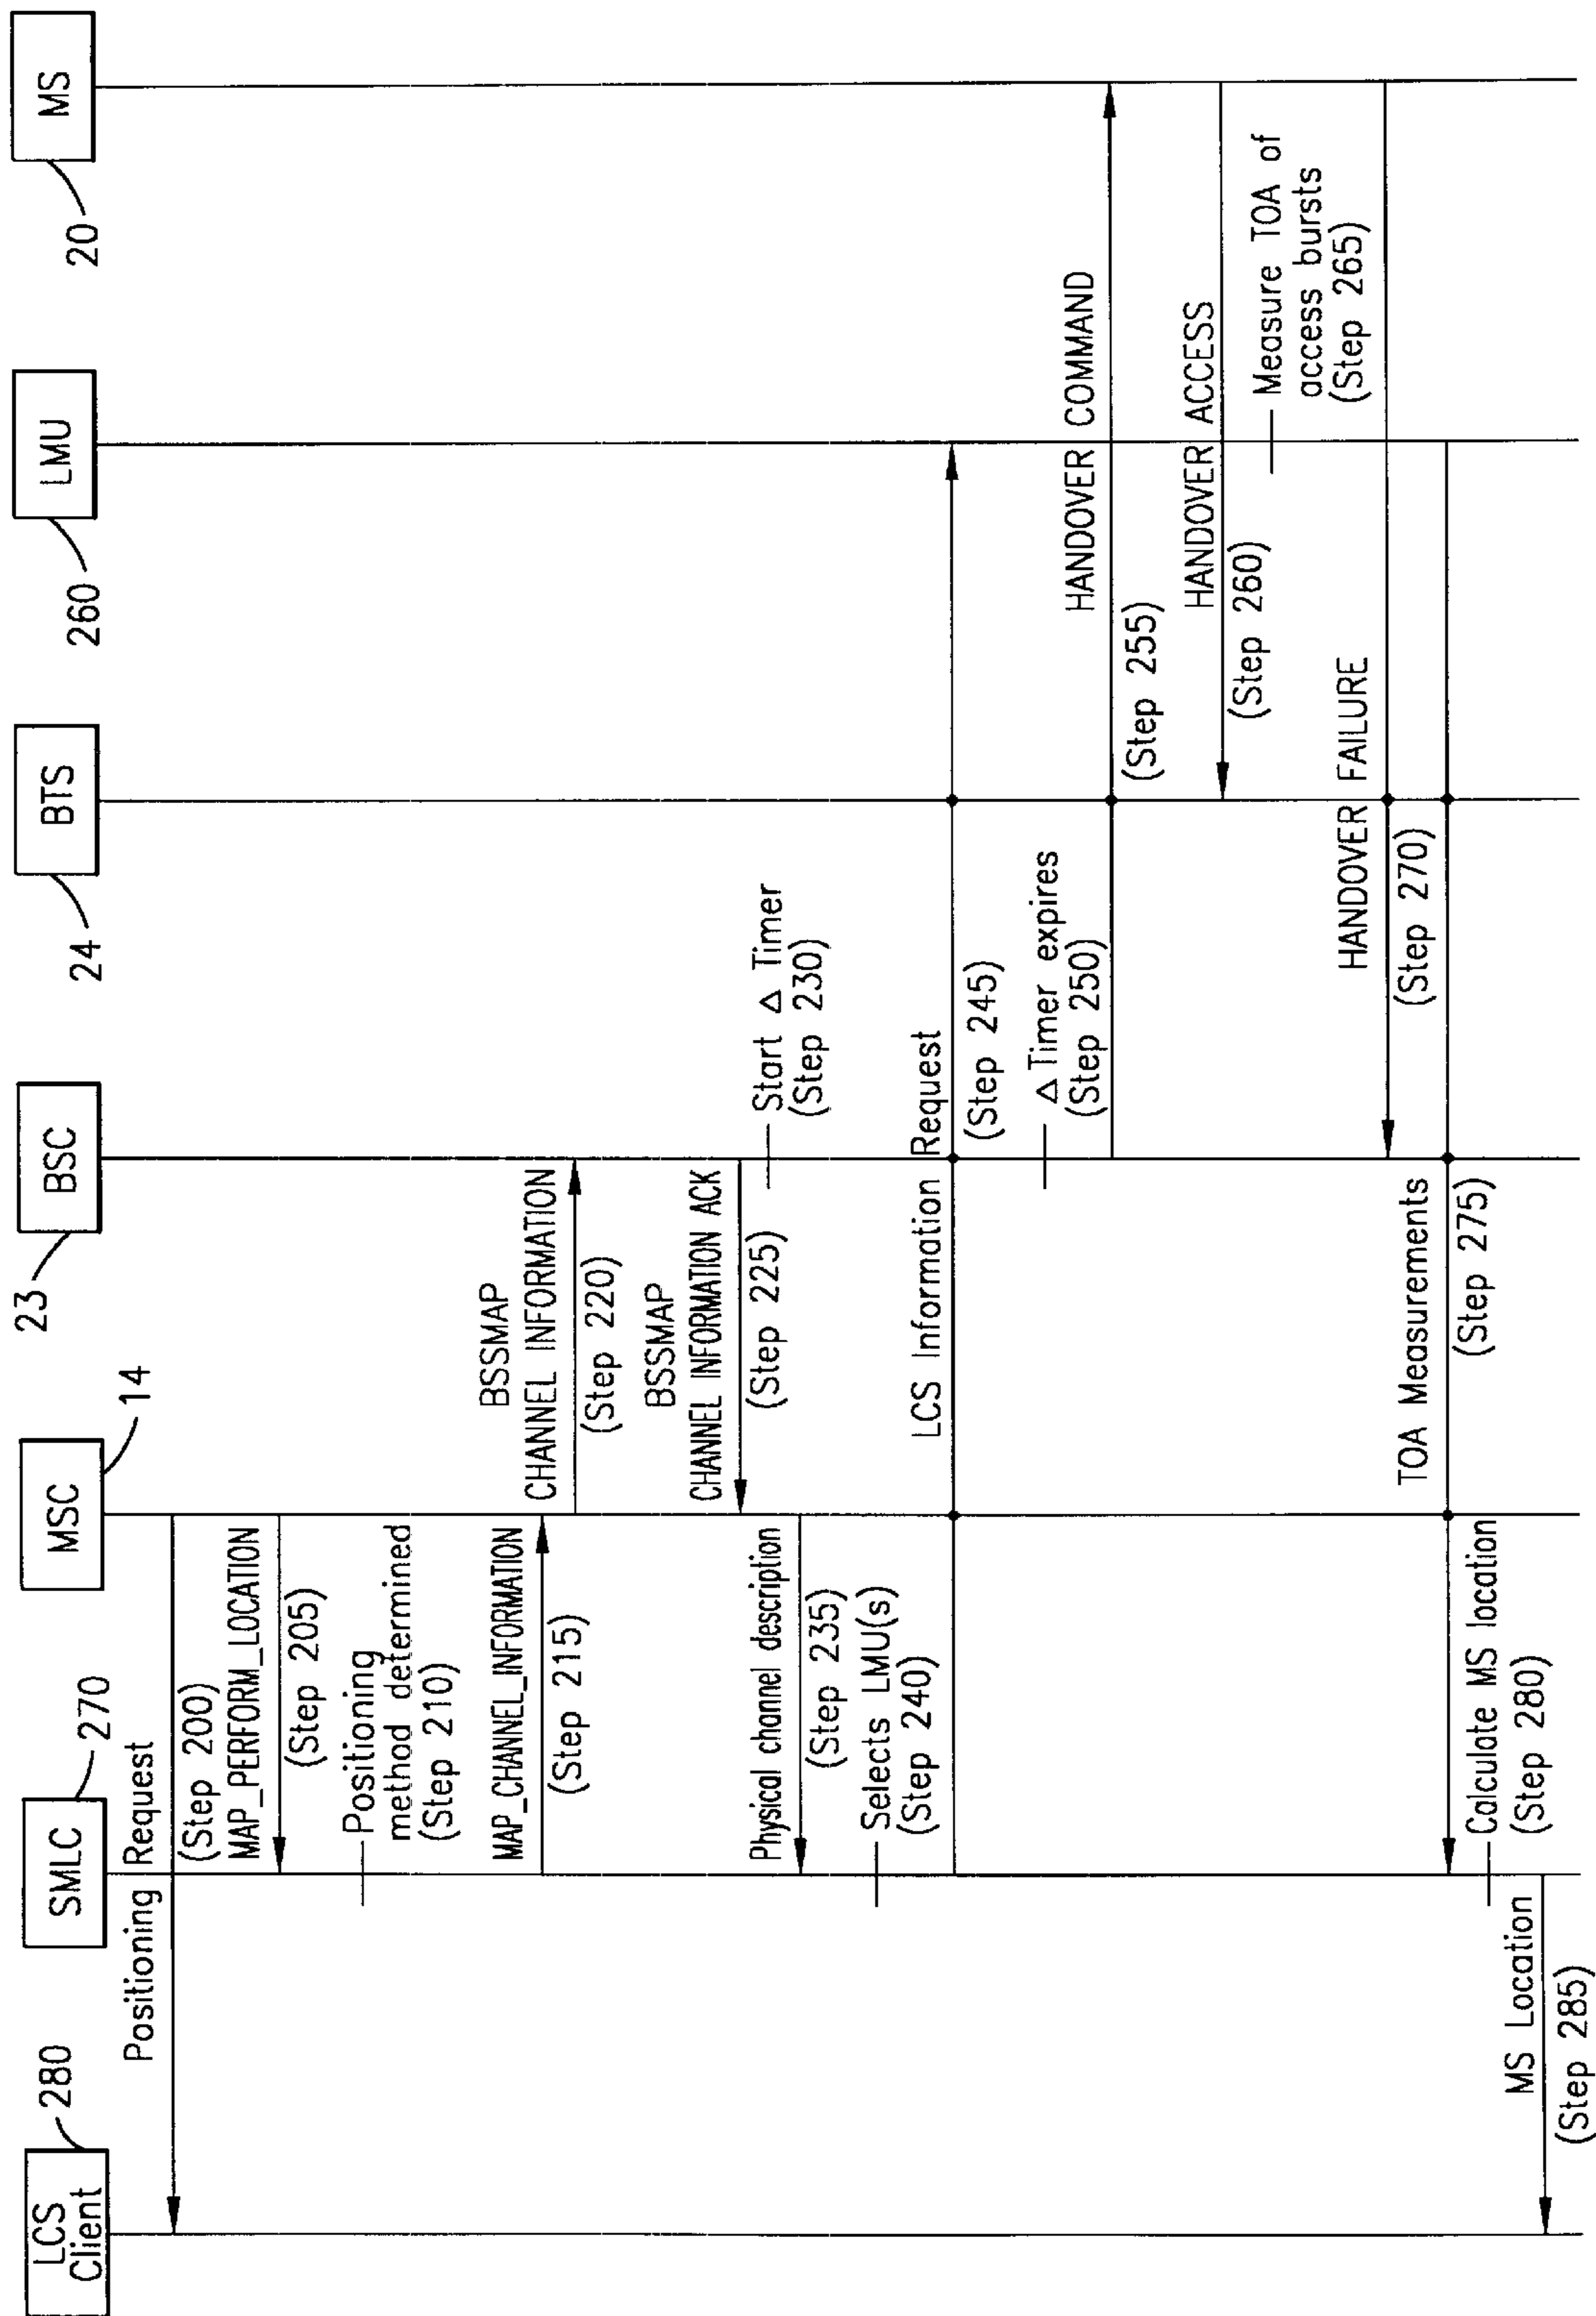 LCS
Client
280
SMLC
270
MSC
14
BSC
23
BTS
24
LMU
260
MS
20
Positioning Request
(Step 200)
MAP_PERFORM_LOCATION
(Step 205)
Positioning
method determined
(Step 210)
MAP_CHANNEL_INFORMATION
(Step 215)
BSSMAP
CHANNEL INFORMATION
(Step 220)
BSSMAP
CHANNEL INFORMATION ACK
(Step 225)
Start Δ Timer
(Step 230)
Physical channel description
(Step 235)
Selects LMU(s)
(Step 240)
LCS Information Request
(Step 245)
Δ Timer expires
(Step 250)
HANDOVER COMMAND
(Step 255)
HANDOVER ACCESS
(Step 260)
Measure TOA of
access bursts
(Step 265)
HANDOVER FAILURE
(Step 270)
TOA Measurements
(Step 275)
Calculate MS location
(Step 280)
MS Location
(Step 285)